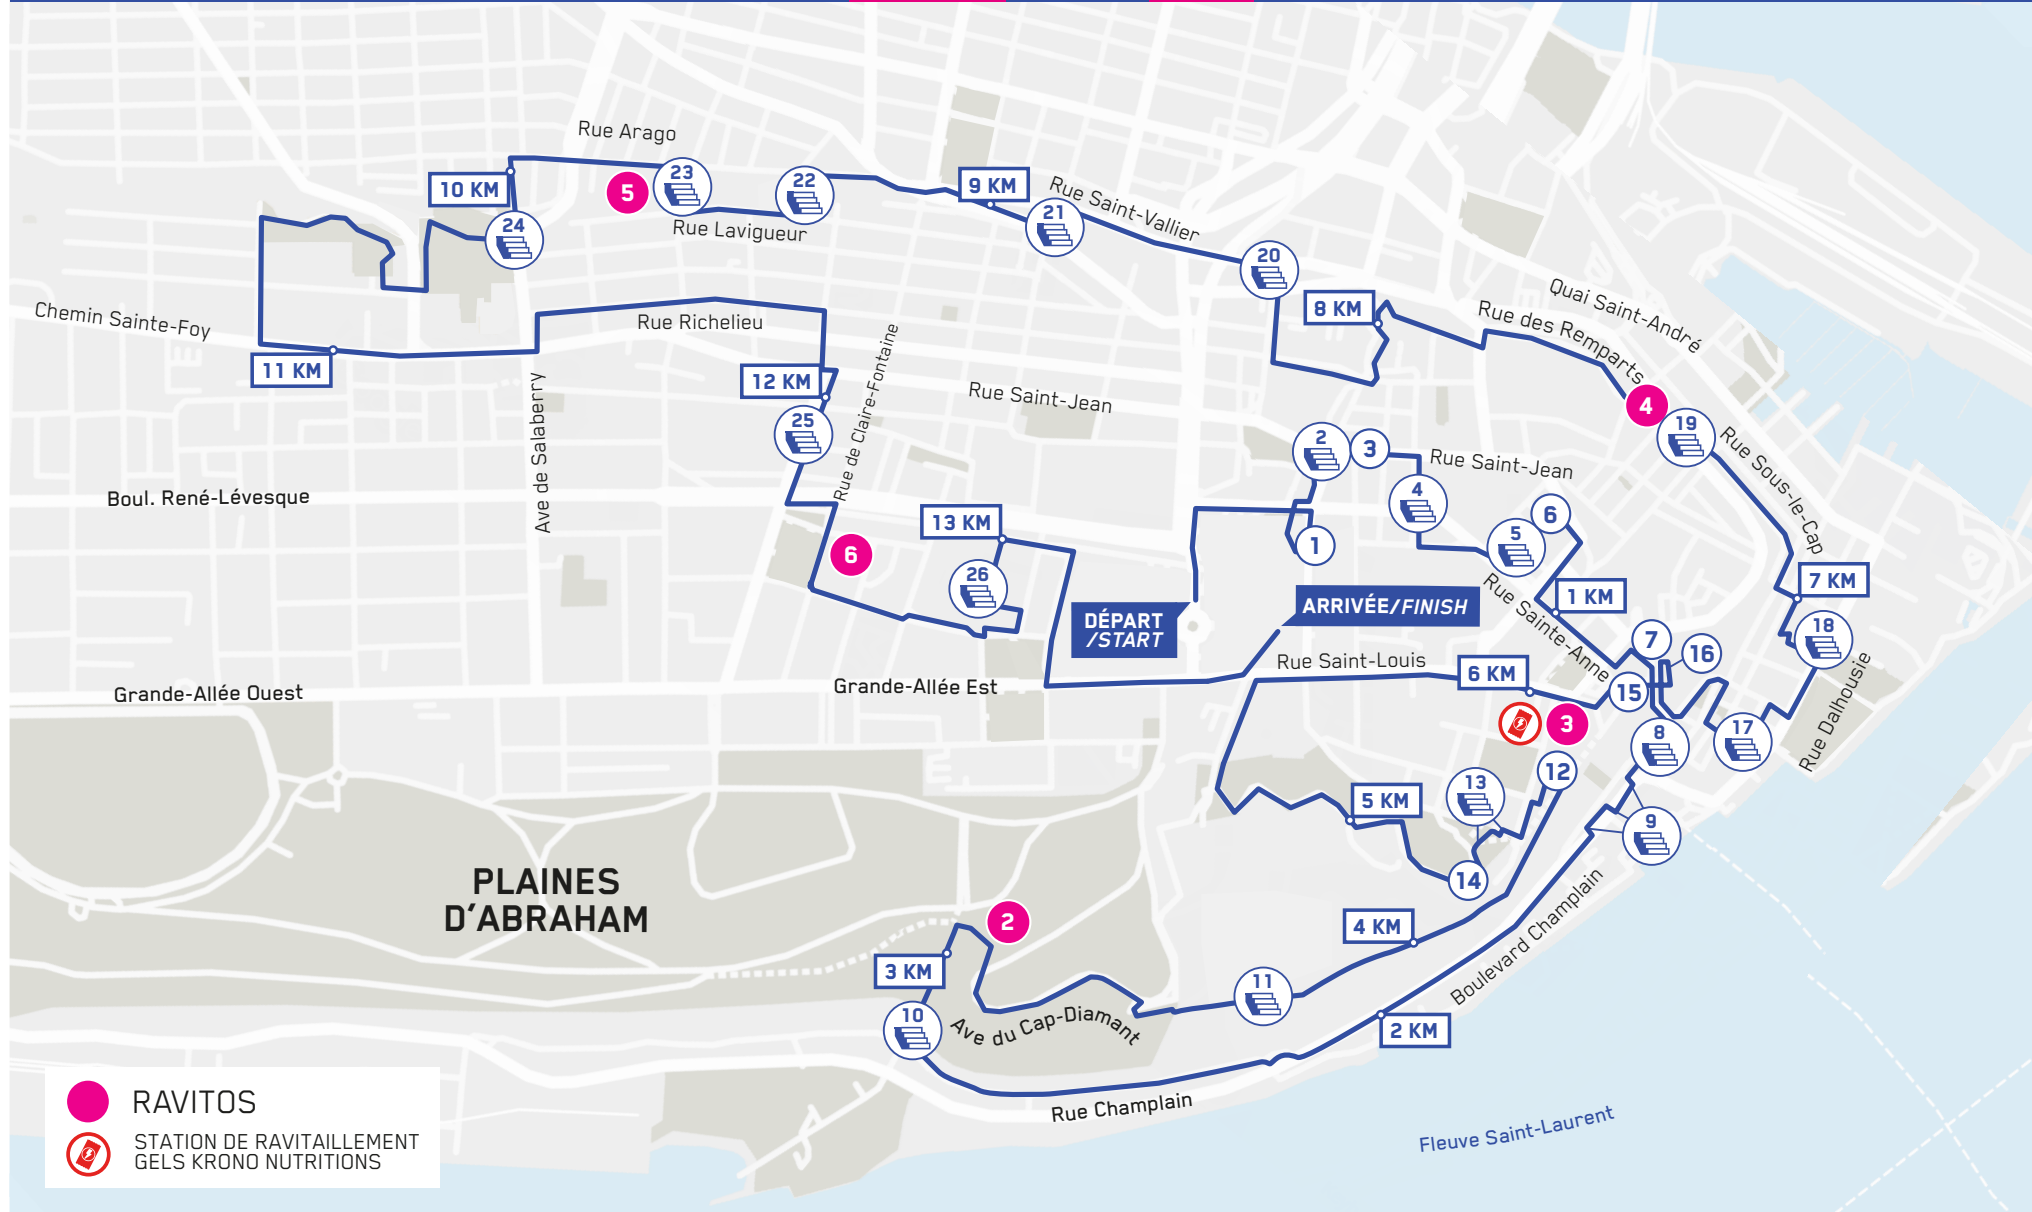 Rue Arago
10 KM
5
23
22
Rue Lavigueur
9 KM
Rue Saint-Vallier
21
24
20
8 KM
Quai Saint-André
Rue des Remparts
Chemin Sainte-Foy
Rue Richelieu
11 KM
12 KM
Rue de Claire-Fontaine
Rue Saint-Jean
4
19
Rue Sous-le-Cap
25
2
3
Rue Saint-Jean
Ave de Salaberry
4
Boul. René-Lévesque
13 KM
5
6
1
6
26
7 KM
1 KM
DÉPART
/START
ARRIVÉE/FINISH
Rue Sainte-Anne
18
7
16
Rue Saint-Louis
6 KM
15
Grande-Allée Ouest
Grande-Allée Est
3
8
17
Rue Dalhousie
12
13
5 KM
9
14
PLAINES
D'ABRAHAM
2
4 KM
Boulevard Champlain
3 KM
11
10
Ave du Cap-Diamant
2 KM
Rue Champlain
Fleuve Saint-Laurent
RAVITOS
STATION DE RAVITAILLEMENT
GELS KRONO NUTRITIONS